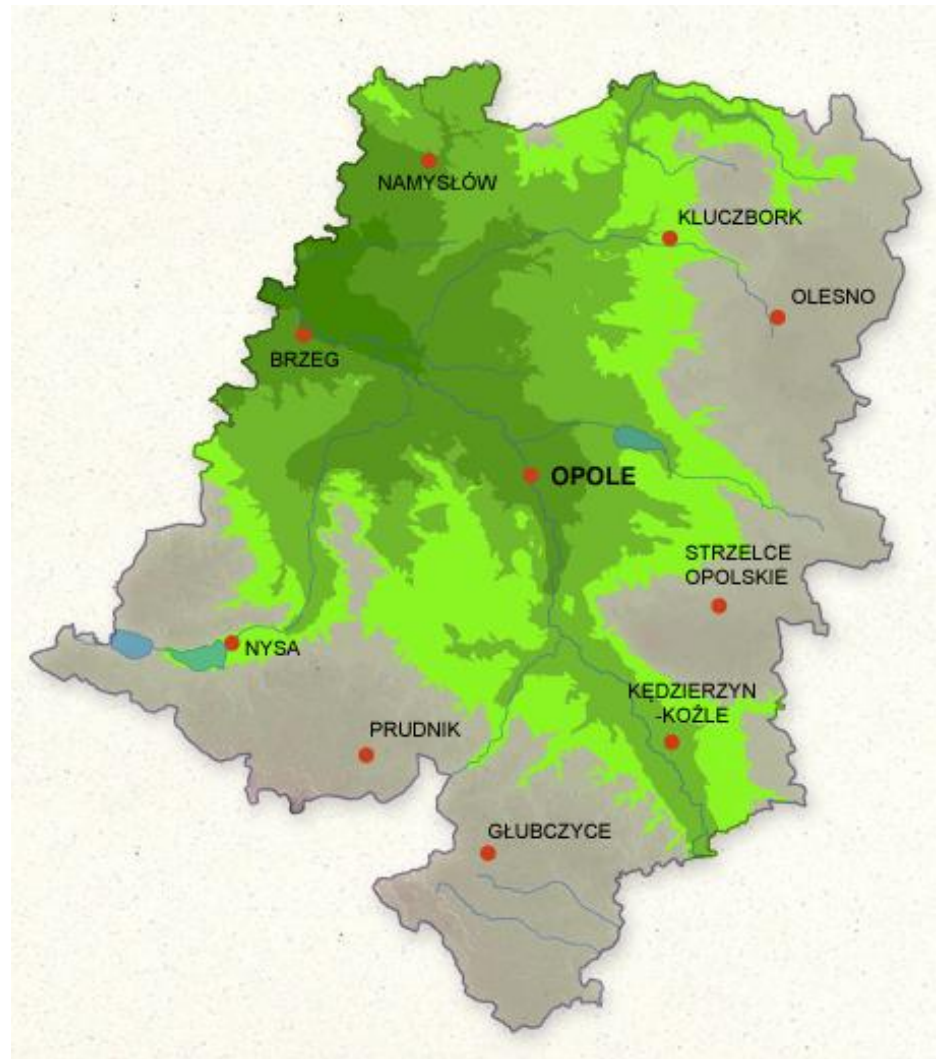 NAMYSŁÓW
KLUCZBORK
OLESNO
BRZEG
OPOLE
STRZELCE
OPOLSKIE
NYSA
KĘDZIERZYN
-KOŹLE
PRUDNIK
GŁUBCZYCE